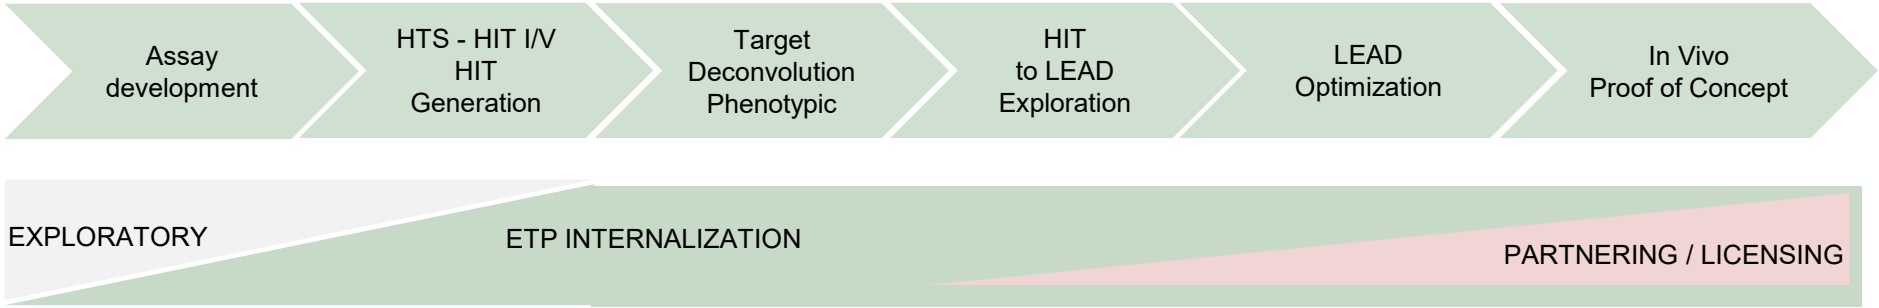 Assay
development
HTS - HIT I/V
HIT
Generation
Target
Deconvolution
Phenotypic
HIT
to LEAD
Exploration
LEAD
Optimization
In Vivo
Proof of Concept
EXPLORATORY
ETP INTERNALIZATION
PARTNERING / LICENSING